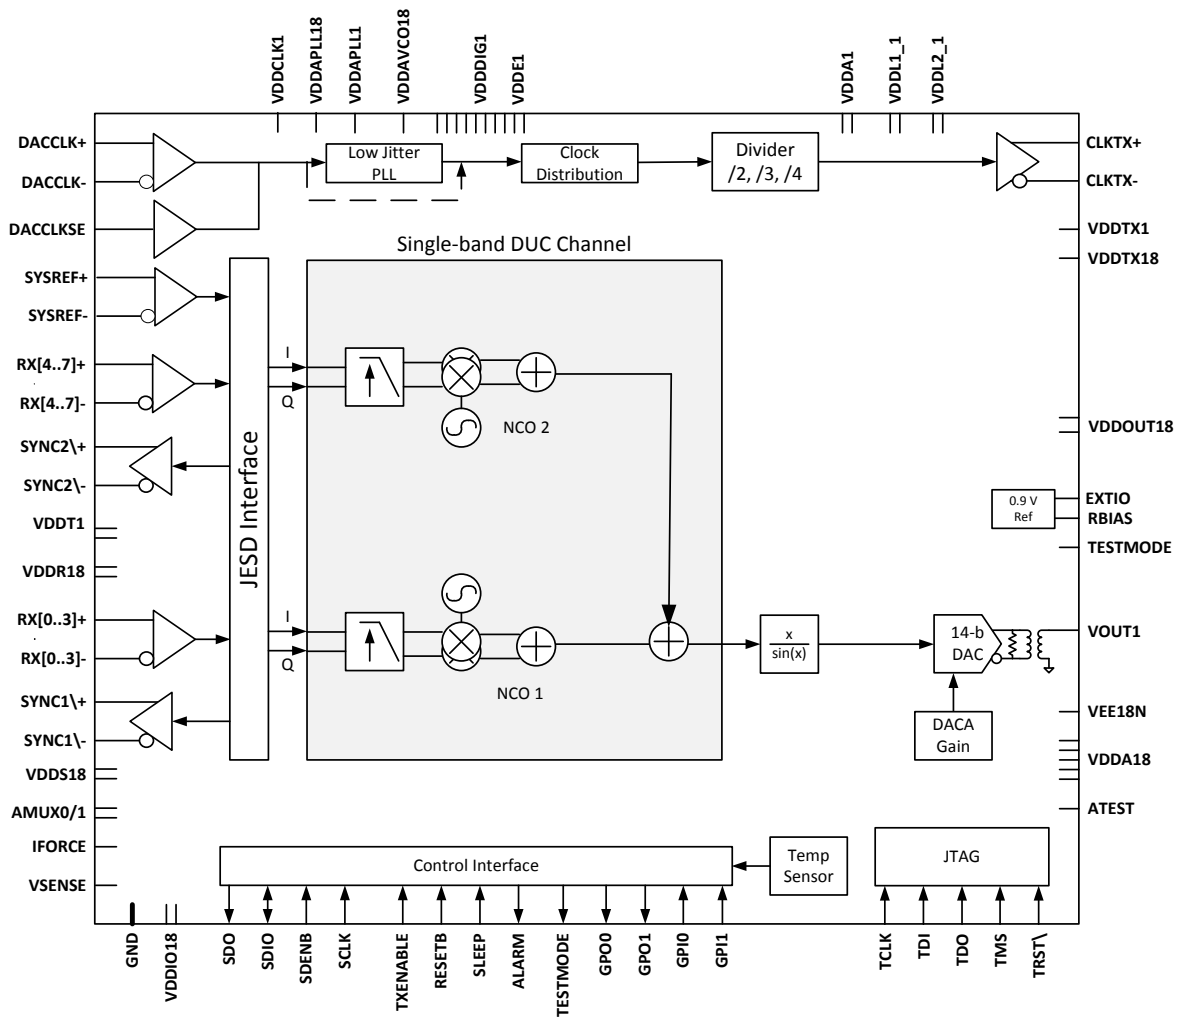 VDDCLK1
VDDAPLL18
VDDAPLL1
VDDAVCO18
VDDDIG1
VDDE1
VDDA1
VDDL1_1
VDDL2_1
DACCLK+
DACCLK-
DACCLKSE
SYSREF+
SYSREF-
RX[4..7]+
RX[4..7]-
SYNC2\+
SYNC2\-
VDDT1
VDDR18
RX[0..3]+
RX[0..3]-
SYNC1\+
SYNC1\-
VDDS18
AMUX0/1
IFORCE
VSENSE
Low Jitter
PLL
Clock
Distribution
Divider
/2, /3, /4
Single-band DUC Channel
JESD Interface
I
Q
NCO 2
I
Q
NCO 1
x
sin(x)
14-b
DAC
DACA
Gain
0.9 V
Ref
CLKTX+
CLKTX-
VDDTX1
VDDTX18
VDDOUT18
EXTIO
RBIAS
TESTMODE
VOUT1
VEE18N
VDDA18
ATEST
Control Interface
Temp
Sensor
JTAG
GND
VDDIO18
SDO
SDIO
SDENB
SCLK
TXENABLE
RESETB
SLEEP
ALARM
TESTMODE
GPO0
GPO1
GPI0
GPI1
TCLK
TDI
TDO
TMS
TRST\